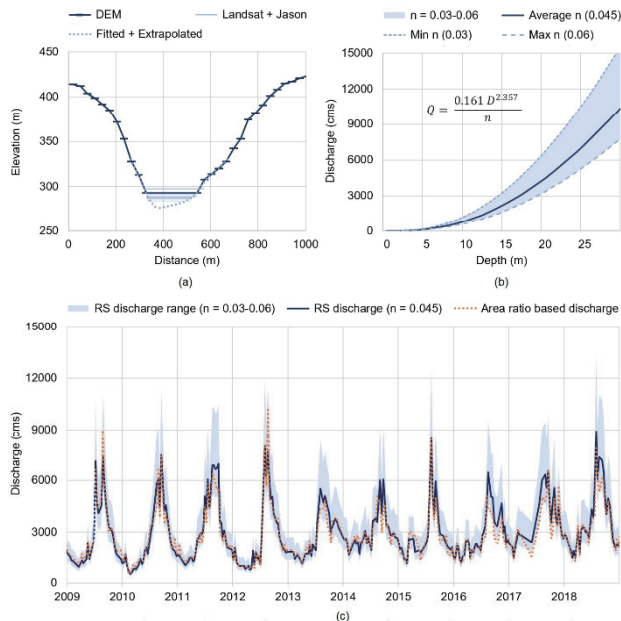 DEM
Landsat + Jason
Fitted + Extrapolated
450
400
350
300
250
Elevation (m)
0
200
400
600
800
1000
Distance (m)
(a)
n = 0.03-0.06
Average n (0.045)
Min n (0.03)
Max n (0.06)
15000
12000
9000
6000
3000
0
Discharge (cms)
Q = 0.161 D^2.357 / n
0
5
10
15
20
25
Depth (m)
(b)
RS discharge range (n = 0.03-0.06)
RS discharge (n = 0.045)
Area ratio based discharge
15000
12000
9000
6000
3000
0
Discharge (cms)
2009
2010
2011
2012
2013
2014
2015
2016
2017
2018
(c)